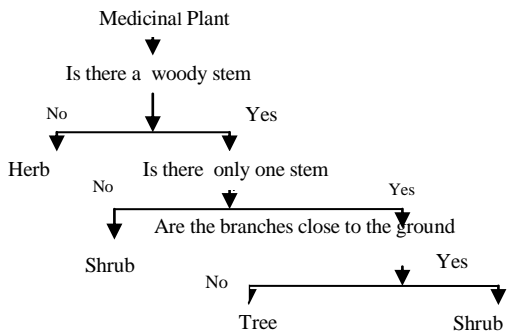 Medicinal Plant
Is there a woody stem
No Yes
Herb Is there only one stem
No Yes
Are the branches close to the ground
Shrub
No Yes
Tree Shrub